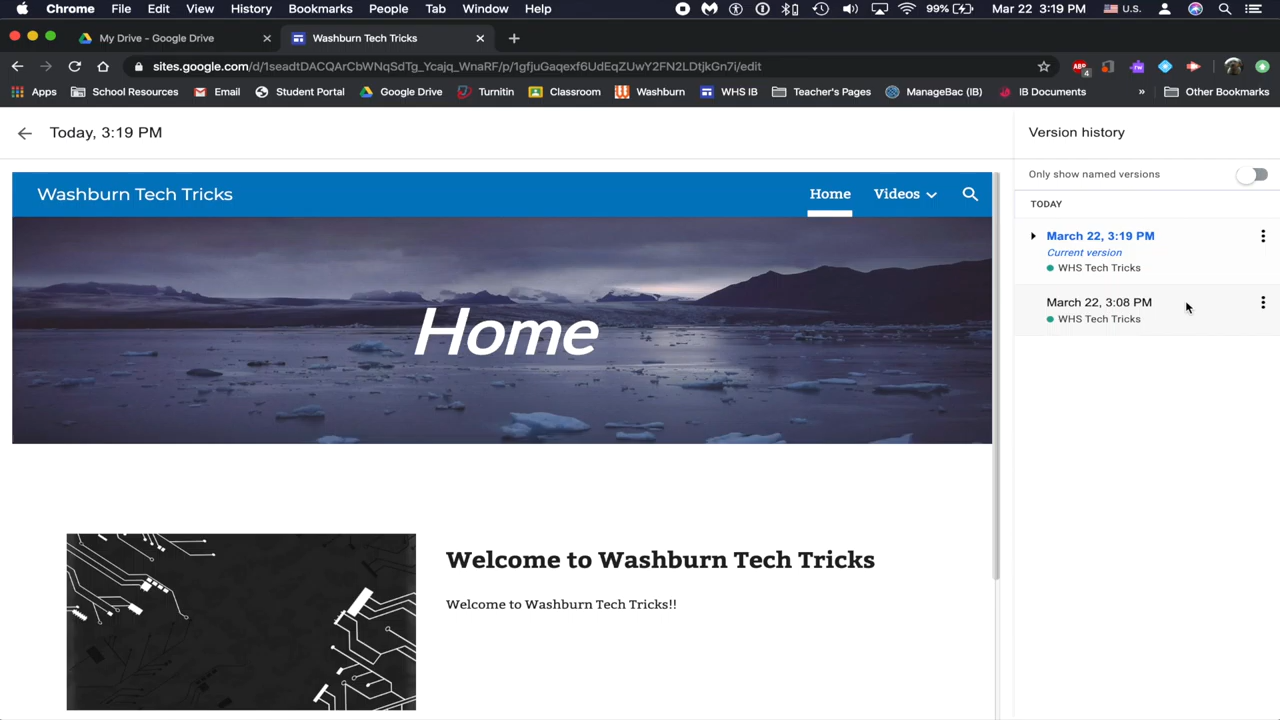 Chrome File Edit View History Bookmarks People Tab Window Help 99% Mar 22 3:19 PM U.S.
My Drive - Google Drive Washburn Tech Tricks
sites.google.com/d/1seadtDACQArCbWNqSdTg_Ycajq_WnaRF/p/1gfjuGaqexf6UdEqZUwY2FN2LDtjkGn7i/edit 4
Apps School Resources Email Student Portal Google Drive Turnitin Classroom Washburn WHS IB Teacher's Pages ManageBac (IB) IB Documents » Other Bookmarks
Today, 3:19 PM
Version history
Only show named versions
TODAY
March 22, 3:19 PM
Current version
WHS Tech Tricks
March 22, 3:08 PM
WHS Tech Tricks
Washburn Tech Tricks Home Videos
Home
Welcome to Washburn Tech Tricks
Welcome to Washburn Tech Tricks!!